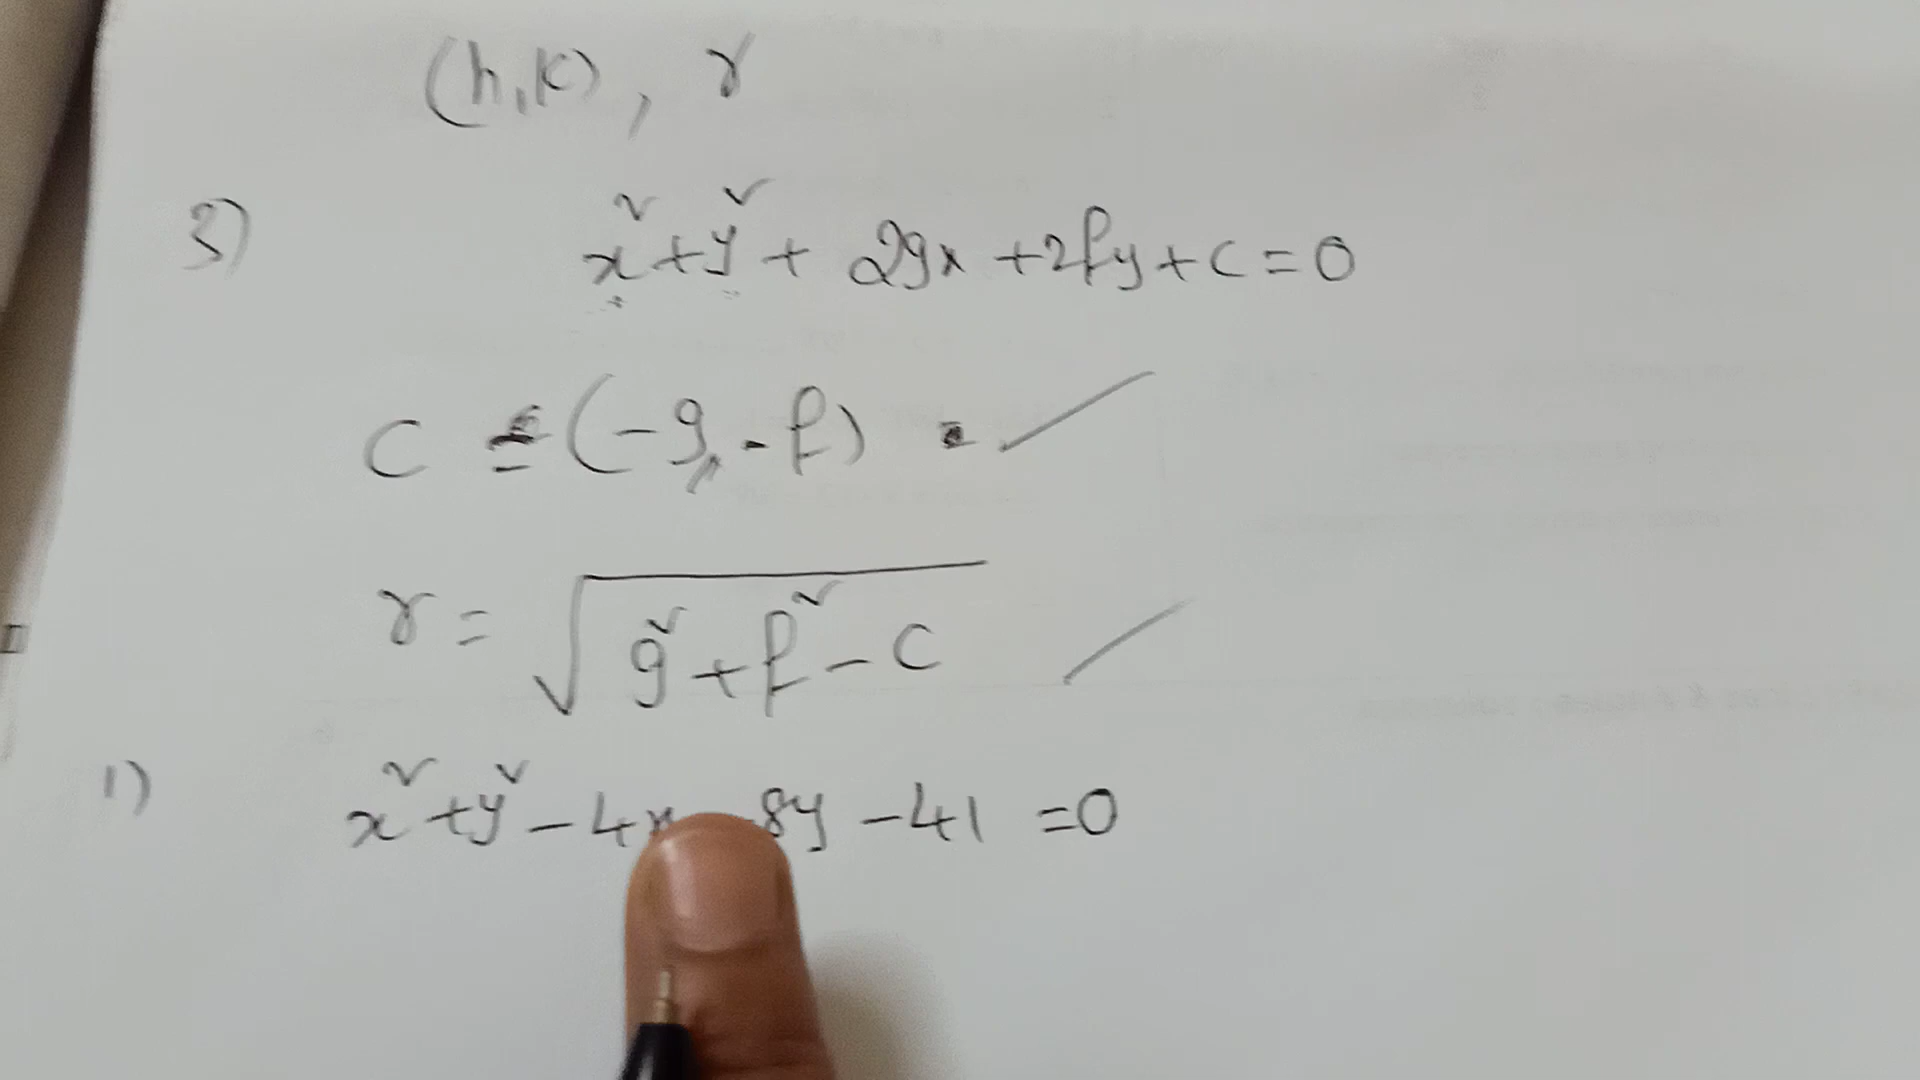 (h,k), r
3) x²+y²+2gx+2fy+c=0
C = (-g,-f)
r = √g²+f²-c
1) x²+y²-4x-8y-41=0